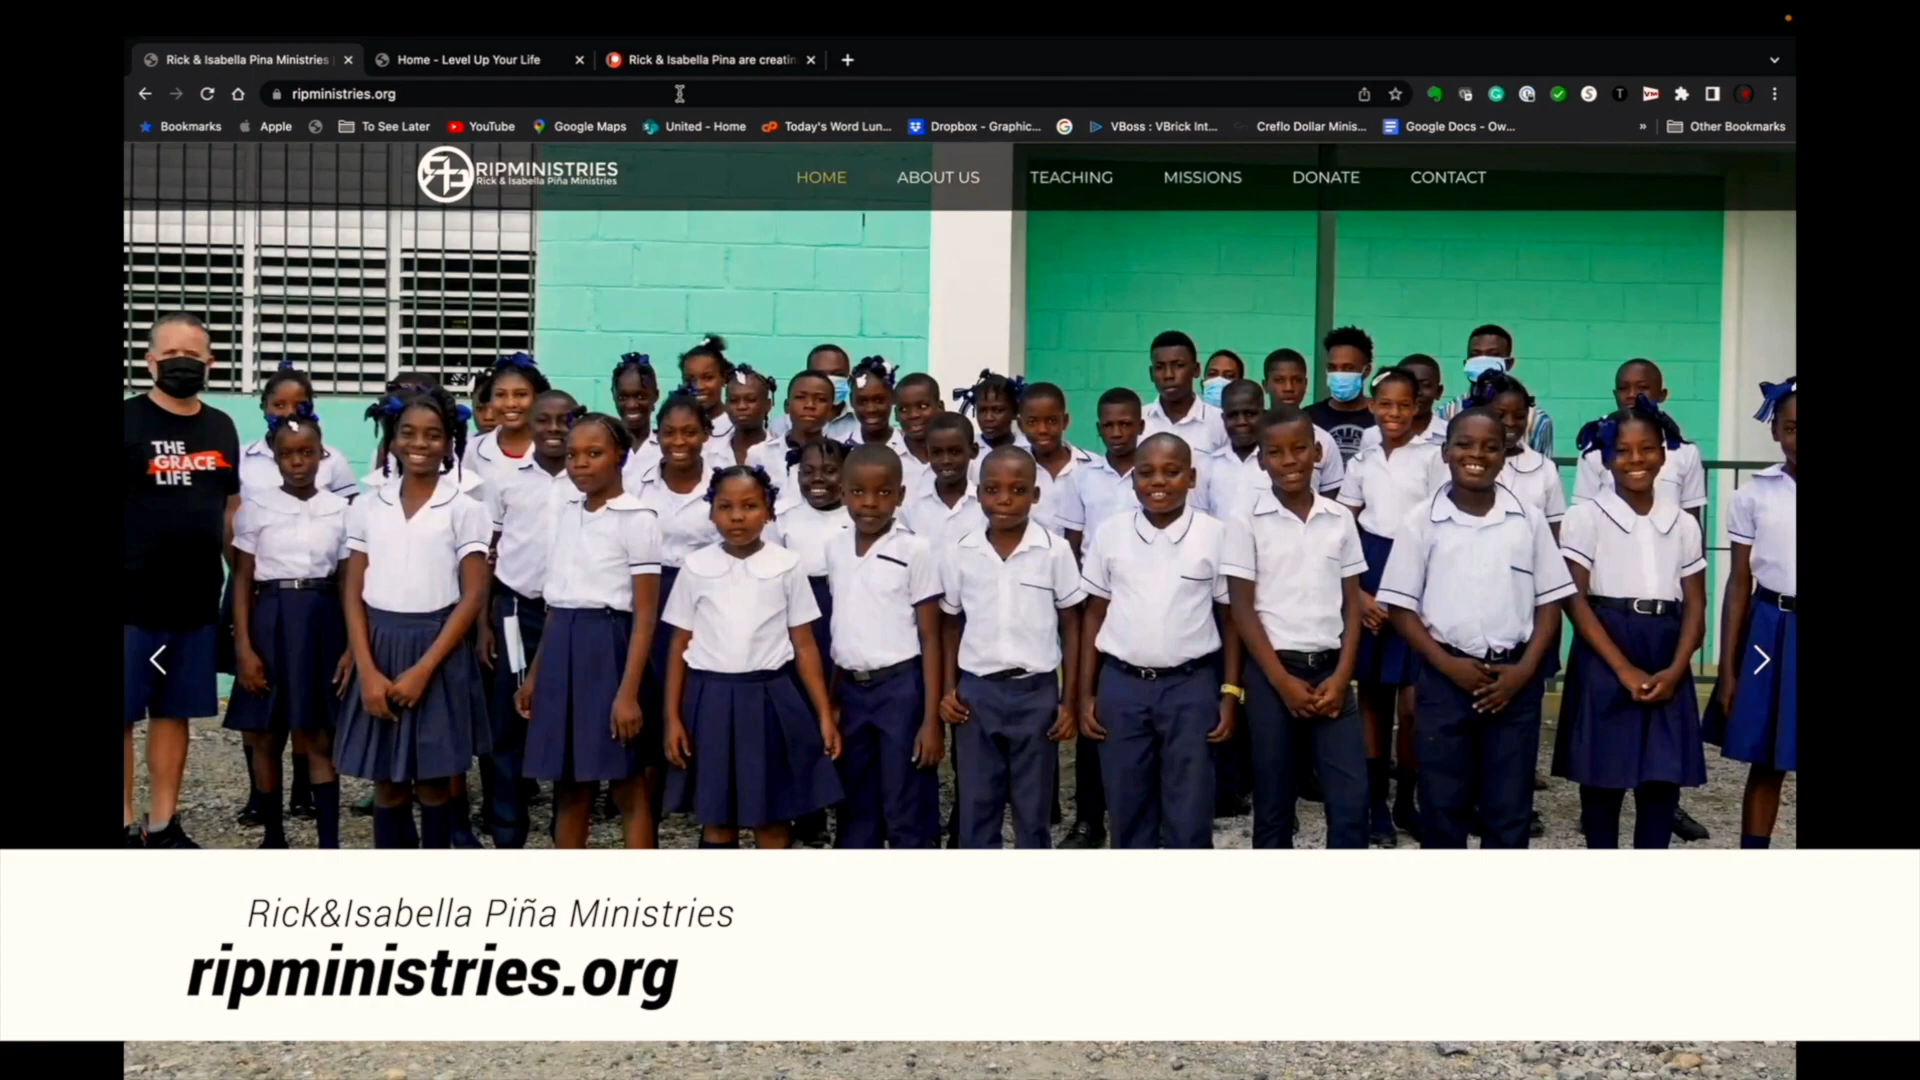 Rick & Isabella Pina Ministries
Home - Level Up Your Life
Rick & Isabella Pina are creatin
ripministries.org
Bookmarks
Apple
To See Later
YouTube
Google Maps
United - Home
Today's Word Lun...
Dropbox - Graphic...
VBoss : VBrick Int...
Creflo Dollar Minis...
Google Docs - Ow...
»
Other Bookmarks
RIPMINISTRIES
Rick & Isabella Piña Ministries
HOME
ABOUT US
TEACHING
MISSIONS
DONATE
CONTACT
THE
GRACE
LIFE
Rick&Isabella Piña Ministries
ripministries.org